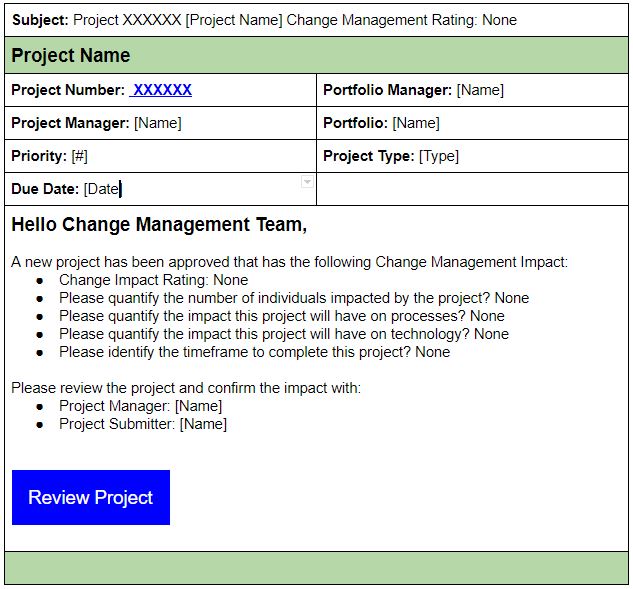 Subject: Project XXXXXX [Project Name] Change Management Rating: None
Project Name
Project Number: XXXXXX
Portfolio Manager: [Name]
Project Manager: [Name]
Portfolio: [Name]
Priority: [#]
Project Type: [Type]
Due Date: [Date]
Hello Change Management Team,
A new project has been approved that has the following Change Management Impact:
● Change Impact Rating: None
● Please quantify the number of individuals impacted by the project? None
● Please quantify the impact this project will have on processes? None
● Please quantify the impact this project will have on technology? None
● Please identify the timeframe to complete this project? None
Please review the project and confirm the impact with:
● Project Manager: [Name]
● Project Submitter: [Name]
Review Project